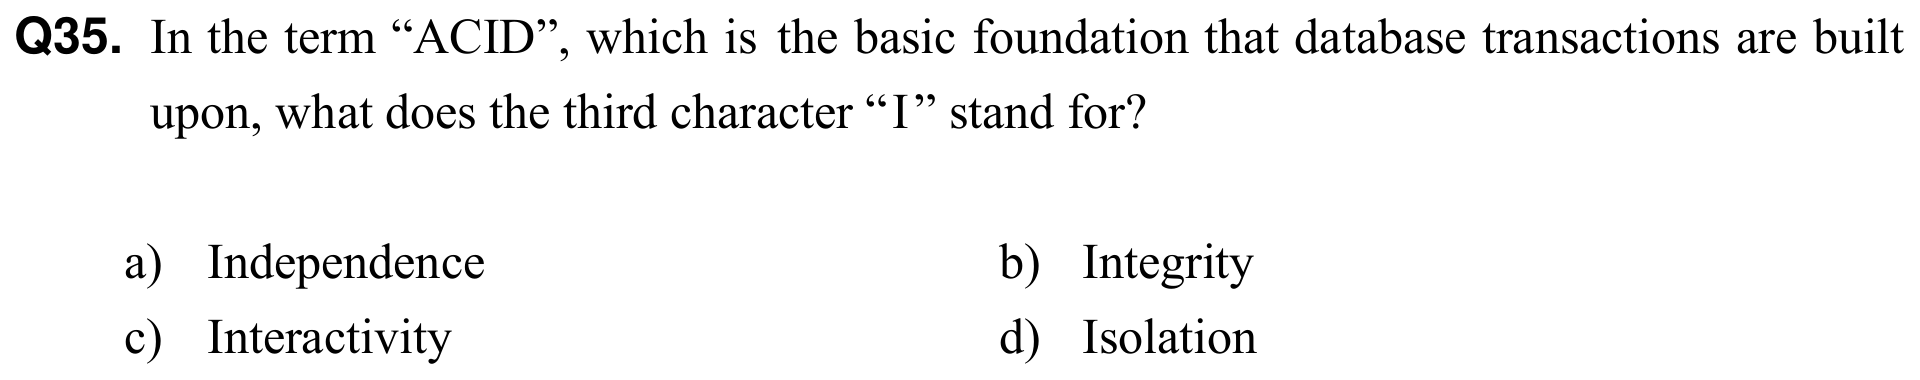 Q35. In the term “ACID”, which is the basic foundation that database transactions are built
upon, what does the third character “I” stand for?
a) Independence b) Integrity
c) Interactivity d) Isolation